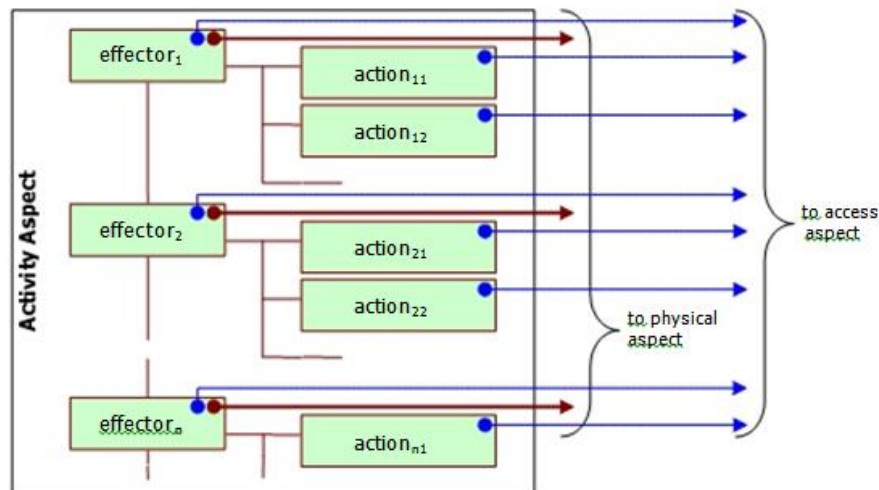 Activity Aspect
effector₁
action₁₁
action₁₂
effector₂
action₂₁
action₂₂
effectorₙ
actionₙ₁
to physical
aspect
to access
aspect